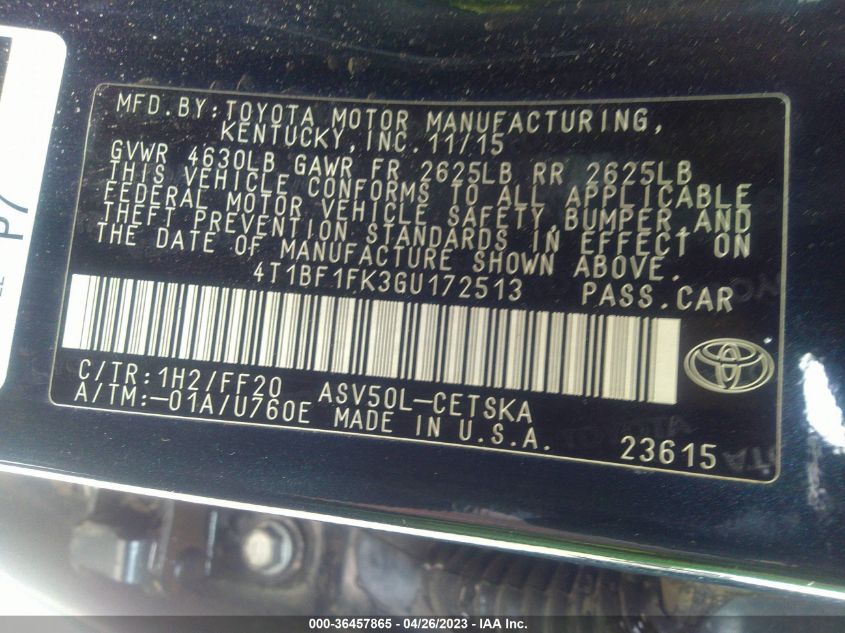 MFD.BY:TOYOTA MOTOR MANUFACTURING,
KENTUCKY,INC.11/15
GVWR 4630LB GAWR FR 2625LB RR 2625LB
THIS VEHICLE CONFORMS TO ALL APPLICABLE
FEDERAL MOTOR VEHICLE SAFETY,BUMPER,AND
THEFT PREVENTION STANDARDS IN EFFECT ON
THE DATE OF MANUFACTURE SHOWN ABOVE.
4T1BF1FK3GU172513 PASS.CAR
C/TR:1H2/FF20 ASV50L-CETSKA
A/TM:-01A/U760E MADE IN U.S.A.
23615
P7
000-36457865 - 04/26/2023 - IAA Inc.